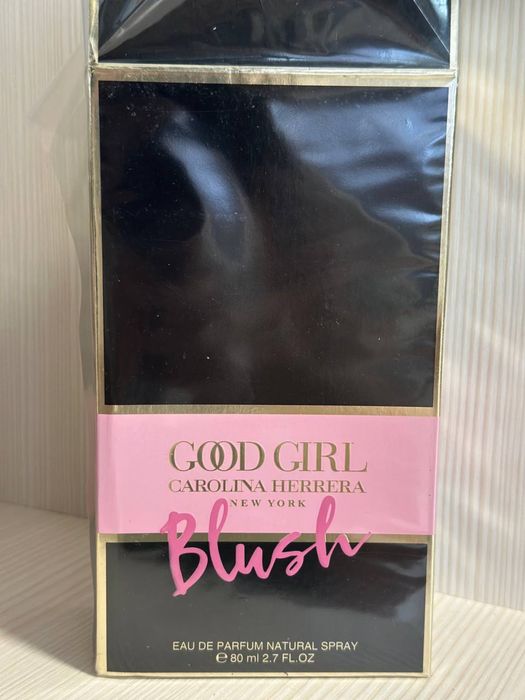 GOOD GIRL
CAROLINA HERRERA
NEW YORK
Blush
EAU DE PARFUM NATURAL SPRAY
℮ 80 ml 2.7 FL.OZ